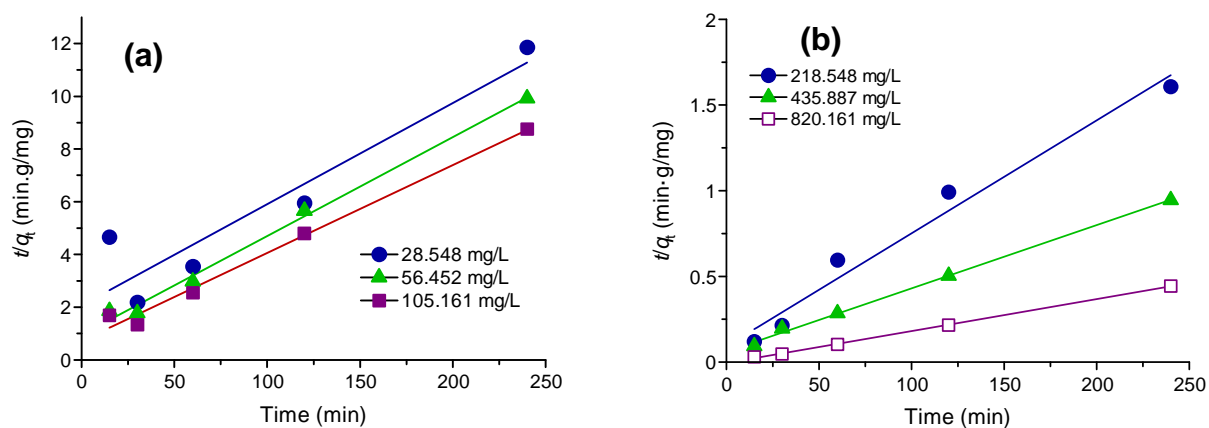 (a)
12
10
8
6
4
2
0
t/qt (min.g/mg)
28.548 mg/L
56.452 mg/L
105.161 mg/L
0 50 100 150 200 250
Time (min)
(b)
2
1.5
1
0.5
0
t/qt (min·g/mg)
218.548 mg/L
435.887 mg/L
820.161 mg/L
0 50 100 150 200 250
Time (min)